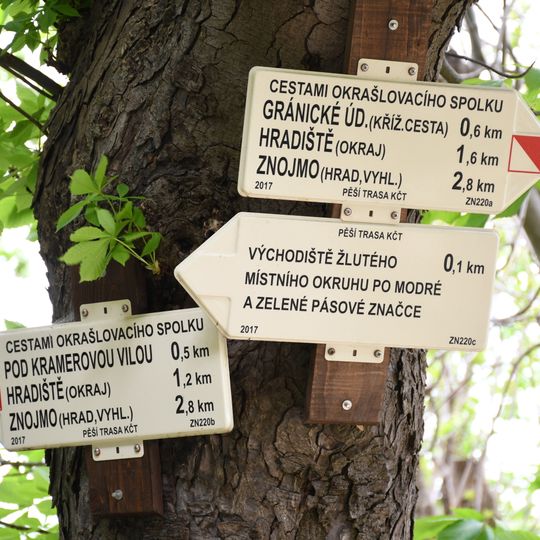 CESTAMI OKRAŠLOVACÍHO SPOLKU
GRÁNICKÉ ÚD.(KŘÍŽ.CESTA) 0,6 km
HRADIŠTĚ(OKRAJ) 1,6 km
ZNOJMO(HRAD,VYHL.) 2,8 km
2017 PĚŠÍ TRASA KČT ZN220a
PĚŠÍ TRASA KČT
VÝCHODIŠTĚ ŽLUTÉHO 0,1 km
MÍSTNÍHO OKRUHU PO MODRÉ
A ZELENÉ PÁSOVÉ ZNAČCE
2017 ZN220c
CESTAMI OKRAŠLOVACÍHO SPOLKU
POD KRAMEROVOU VILOU 0,5 km
HRADIŠTĚ(OKRAJ) 1,2 km
ZNOJMO(HRAD,VYHL.) 2,8 km
2017 PĚŠÍ TRASA KČT ZN220b